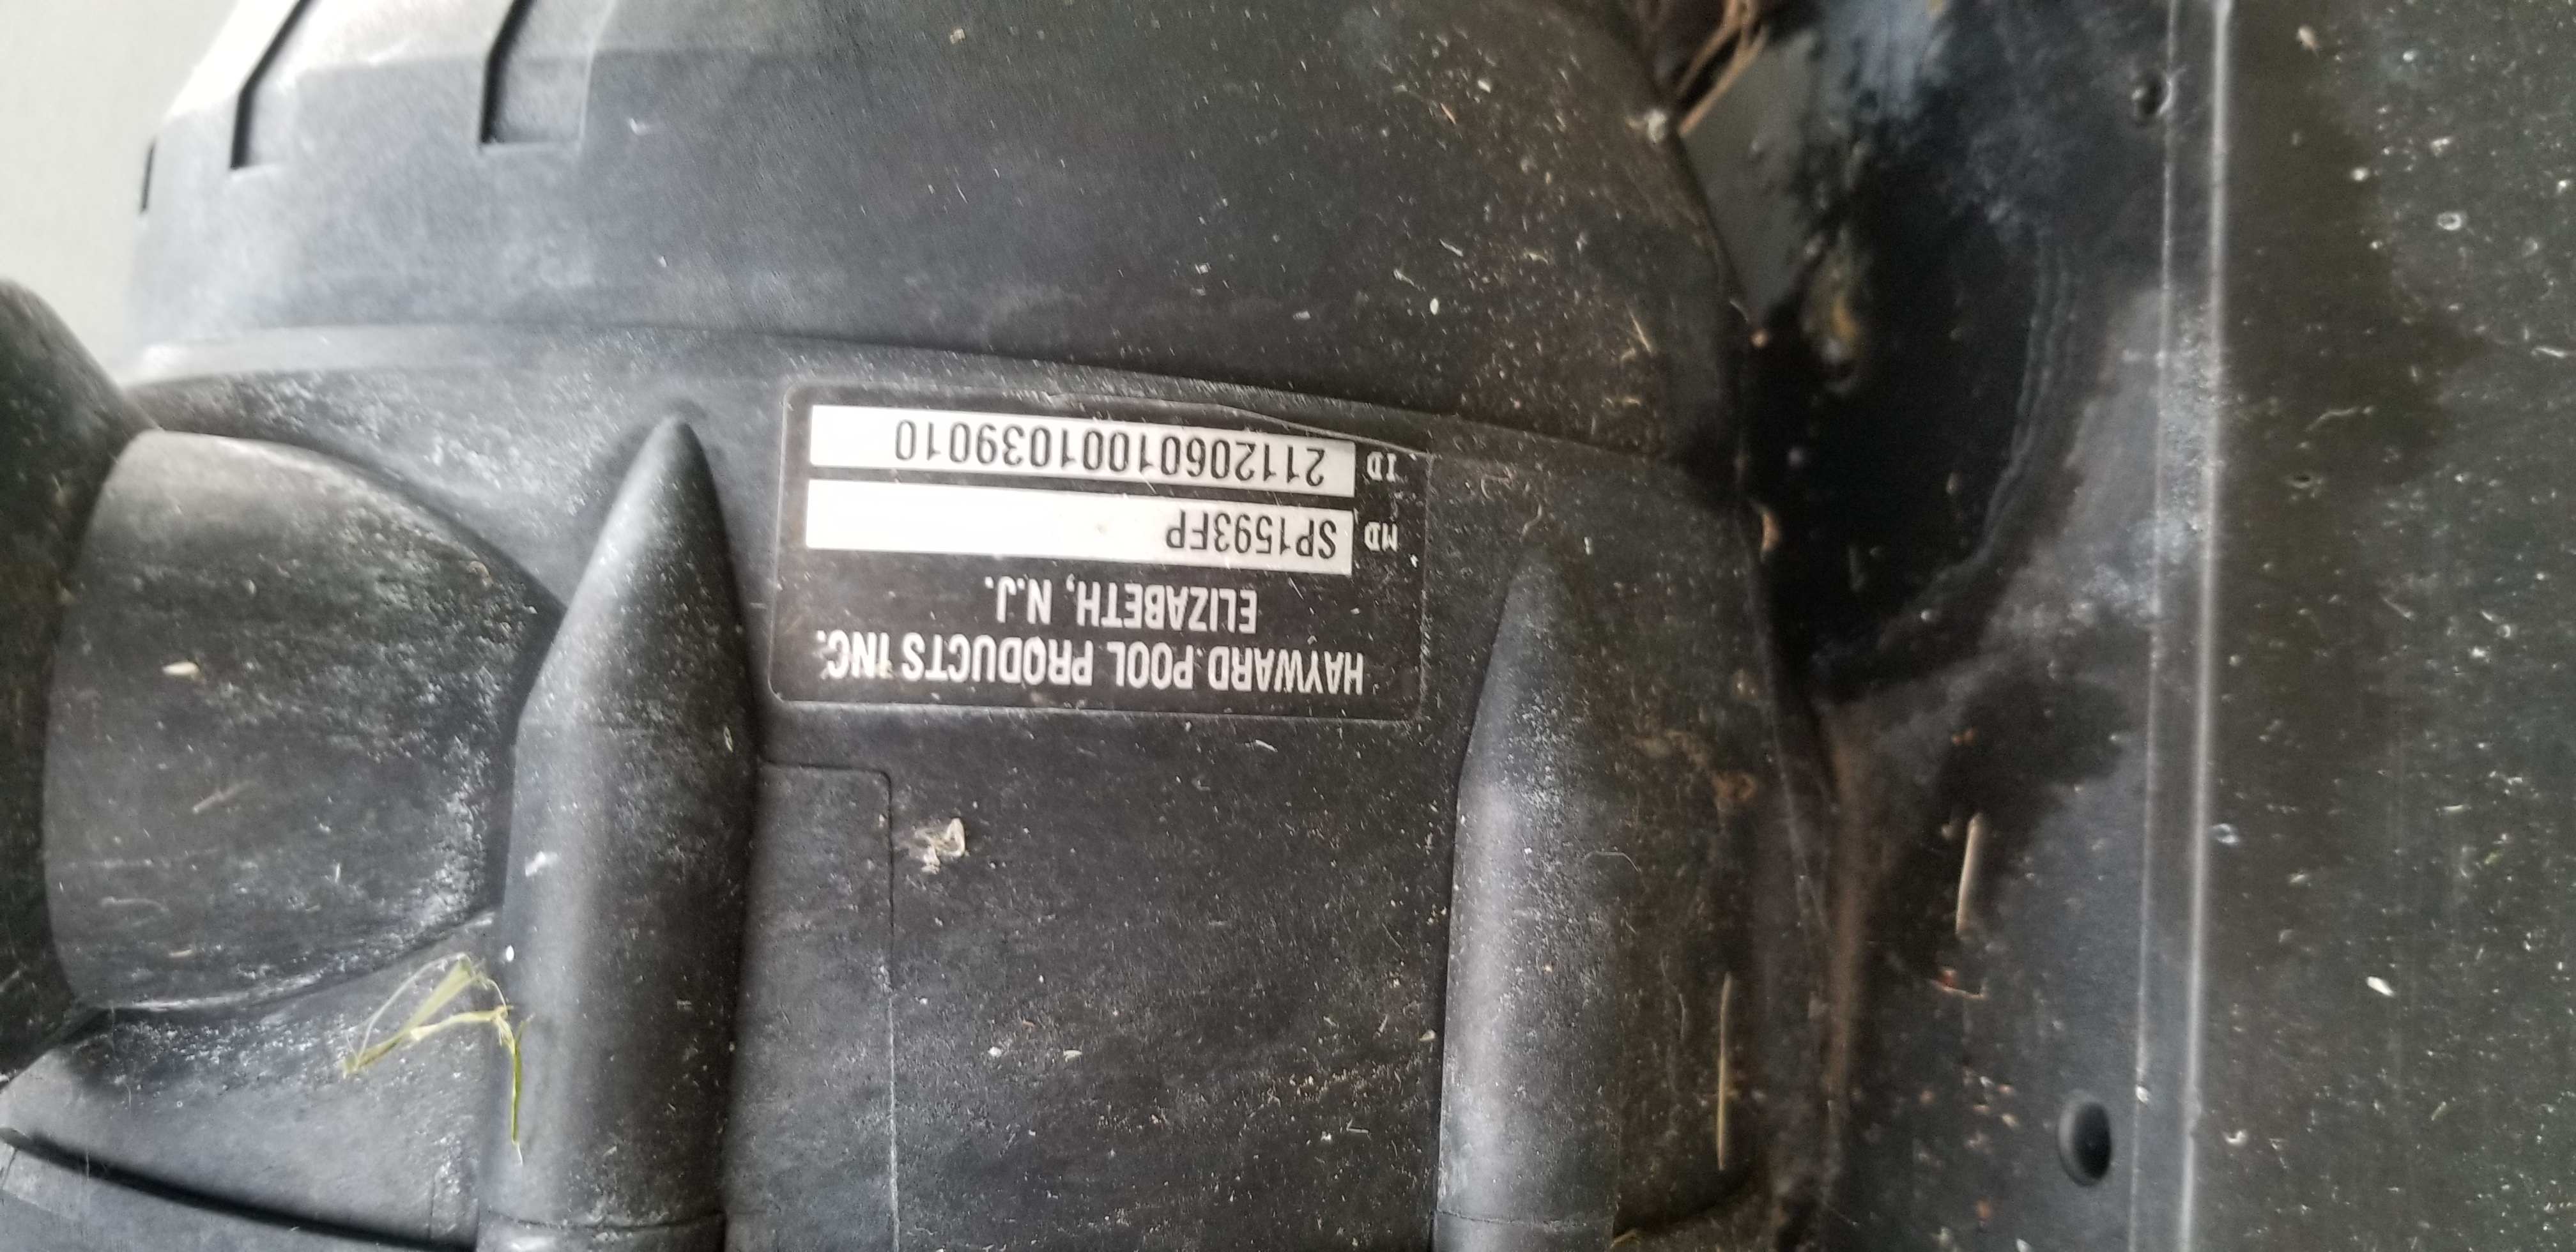 HAYWARD POOL PRODUCTS INC.
ELIZABETH, N.J.
MD SP1593FP
ID 21120601001039010